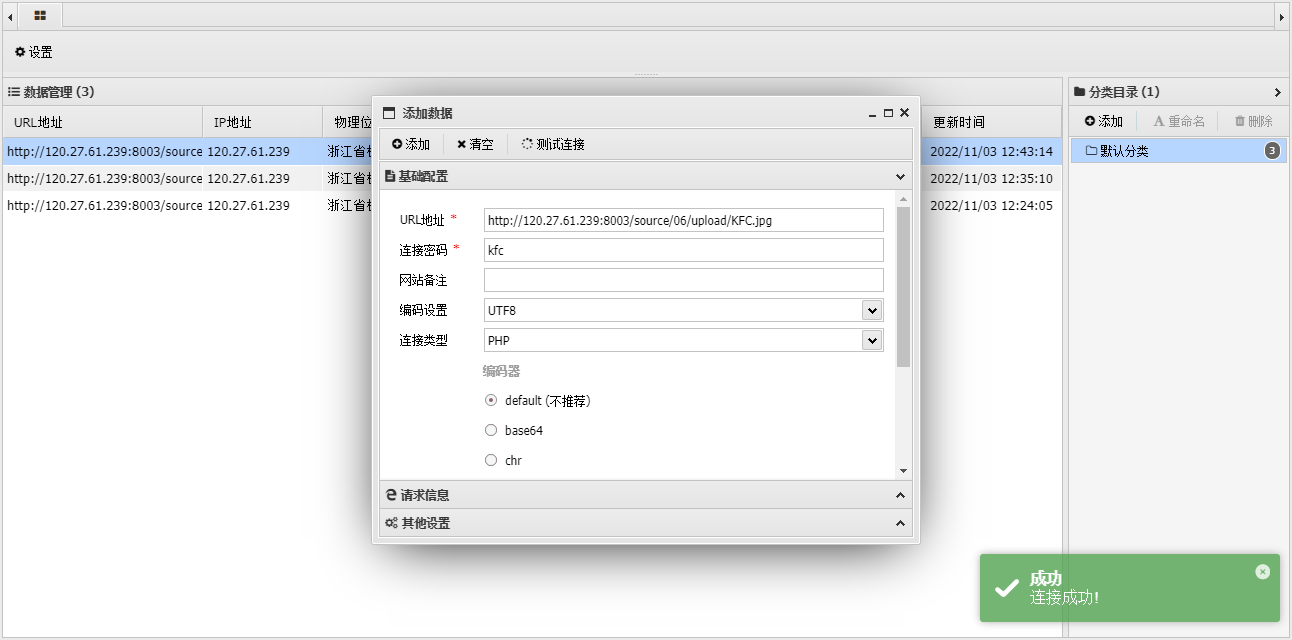 设置
数据管理 (3)
URL地址 IP地址 物理位 更新时间
http://120.27.61.239:8003/source 120.27.61.239 浙江省杭 2022/11/03 12:43:14
http://120.27.61.239:8003/source 120.27.61.239 浙江省杭 2022/11/03 12:35:10
http://120.27.61.239:8003/source 120.27.61.239 浙江省杭 2022/11/03 12:24:05
添加数据
添加 清空 测试连接
基础配置
URL地址 * http://120.27.61.239:8003/source/06/upload/KFC.jpg
连接密码 * kfc
网站备注
编码设置 UTF8
连接类型 PHP
编码器
default (不推荐)
base64
chr
请求信息
其他设置
分类目录 (1)
添加 重命名 删除
默认分类 3
成功
连接成功!